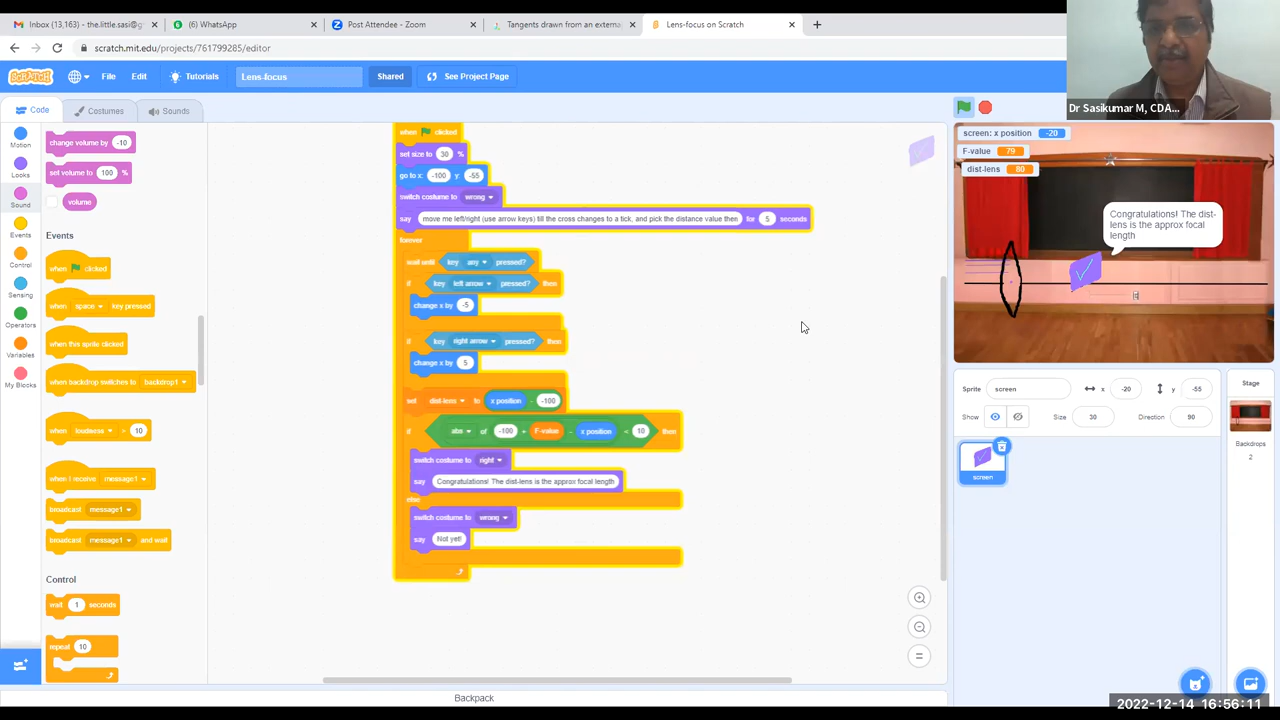 Inbox (13,163) - the.little.sasi@g
(6) WhatsApp
Post Attendee - Zoom
Tangents drawn from an externa
Lens-focus on Scratch
scratch.mit.edu/projects/761799285/editor
SCRATCH
File
Edit
Tutorials
Lens-focus
Shared
See Project Page
Dr Sasikumar M, CDA...
Code
Costumes
Sounds
Motion
Looks
Sound
Events
Control
Sensing
Operators
Variables
My Blocks
change volume by -10
set volume to 100 %
volume
Events
when clicked
when space key pressed
when this sprite clicked
when backdrop switches to backdrop1
when loudness > 10
when I receive message1
broadcast message1
broadcast message1 and wait
Control
wait 1 seconds
repeat 10
when clicked
set size to 30 %
go to x: -100 y: -55
switch costume to wrong
say move me left/right (use arrow keys) till the cross changes to a tick, and pick the distance value then for 5 seconds
forever
wait until key any pressed?
if key left arrow pressed? then
change x by -5
if key right arrow pressed? then
change x by 5
set dist-lens to x position - -100
if abs of -100 + F-value - x position < 10 then
switch costume to right
say Congratulations! The dist-lens is the approx focal length
else
switch costume to wrong
say Not yet!
screen: x position -20
F-value 79
dist-lens 80
Congratulations! The dist-
lens is the approx focal
length
Sprite screen x -20 y -55
Show Size 30 Direction 90
screen
Stage
Backdrops
2
Backpack
2022-12-14 16:56:11